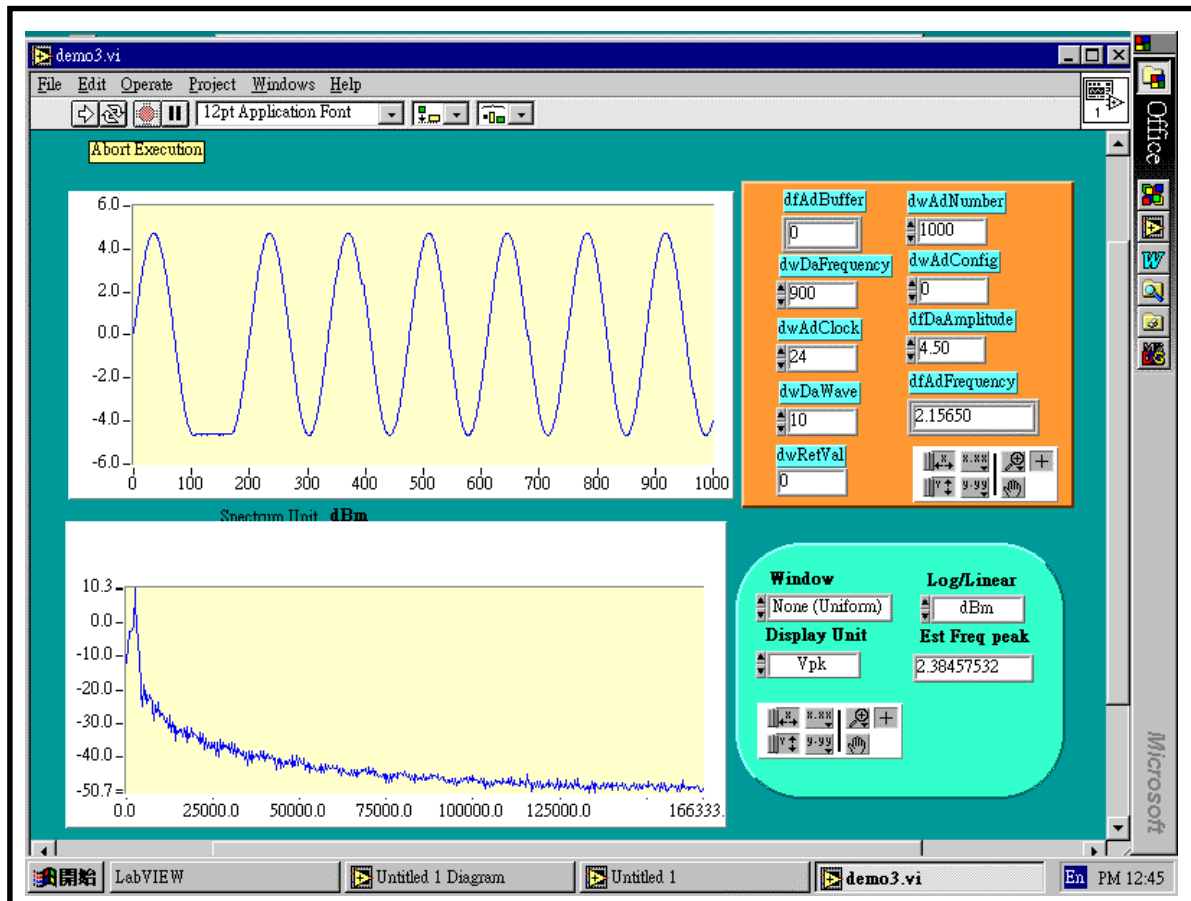 demo3.vi
File Edit Operate Project Windows Help
12pt Application Font
1
Abort Execution
6.0
4.0
2.0
0.0
-2.0
-4.0
-6.0
0 100 200 300 400 500 600 700 800 900 1000
dfAdBuffer dwAdNumber
0 1000
dwDaFrequency dwAdConfig
900 0
dwAdClock dfDaAmplitude
24 4.50
dwDaWave dfAdFrequency
10 2.15650
dwRetVal
0
X X.XX
Y Y.YY
Spectrum Unit dBm
10.3
0.0
-10.0
-20.0
-30.0
-40.0
-50.7
0.0 25000.0 50000.0 75000.0 100000.0 125000.0 166333.
Window Log/Linear
None (Uniform) dBm
Display Unit Est Freq peak
Vpk 2.38457532
X X.XX
Y Y.YY
Office
W
Microsoft
開始 LabVIEW Untitled 1 Diagram Untitled 1 demo3.vi En PM 12:45